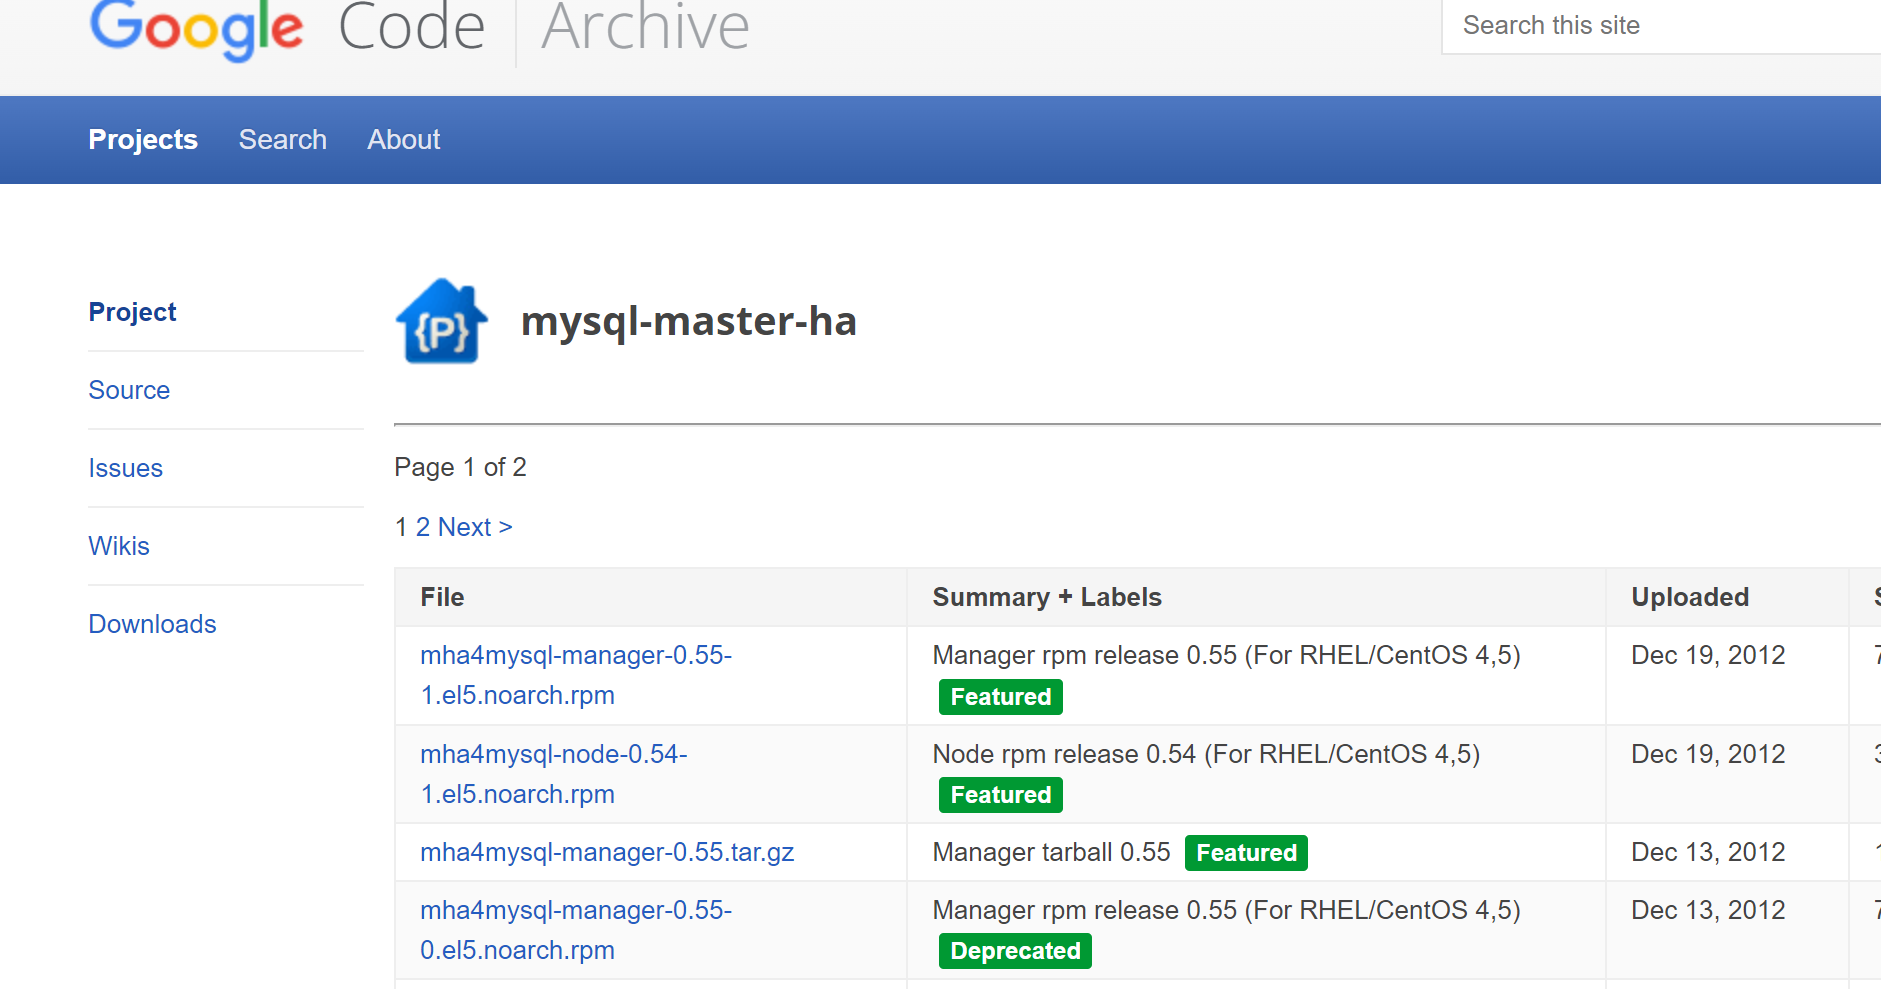 Google Code Archive
Search this site
Projects Search About
Project
Source
Issues
Wikis
Downloads
{P}
mysql-master-ha
Page 1 of 2
1 2 Next >
File Summary + Labels Uploaded
mha4mysql-manager-0.55-
1.el5.noarch.rpm
Manager rpm release 0.55 (For RHEL/CentOS 4,5)
Featured
Dec 19, 2012
mha4mysql-node-0.54-
1.el5.noarch.rpm
Node rpm release 0.54 (For RHEL/CentOS 4,5)
Featured
Dec 19, 2012
mha4mysql-manager-0.55.tar.gz
Manager tarball 0.55 Featured
Dec 13, 2012
mha4mysql-manager-0.55-
0.el5.noarch.rpm
Manager rpm release 0.55 (For RHEL/CentOS 4,5)
Deprecated
Dec 13, 2012